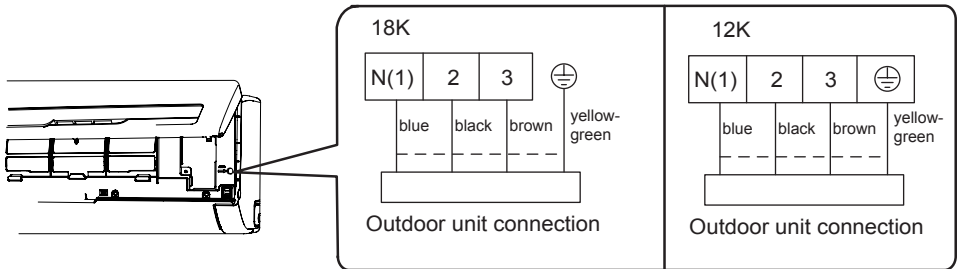 18K
N(1) 2 3
blue black brown yellow-
green
Outdoor unit connection
12K
N(1) 2 3
blue black brown yellow-
green
Outdoor unit connection